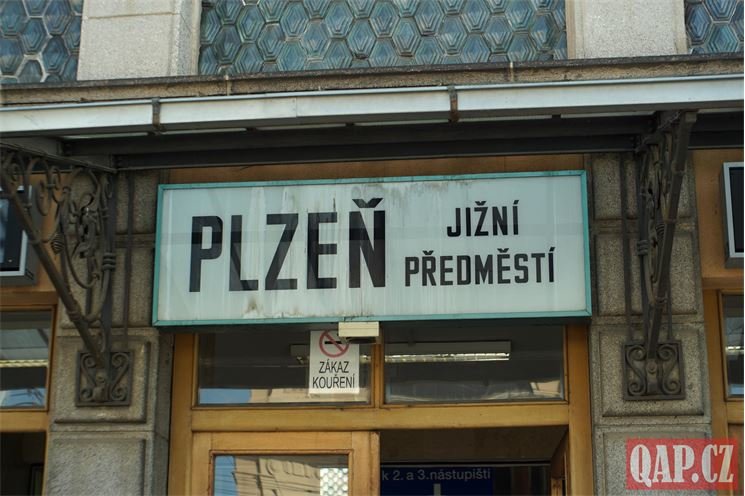 PLZEŇ
JIŽNÍ
PŘEDMĚSTÍ
ZÁKAZ
KOUŘENÍ
k 2. a 3. nástupišti
QAP.CZ